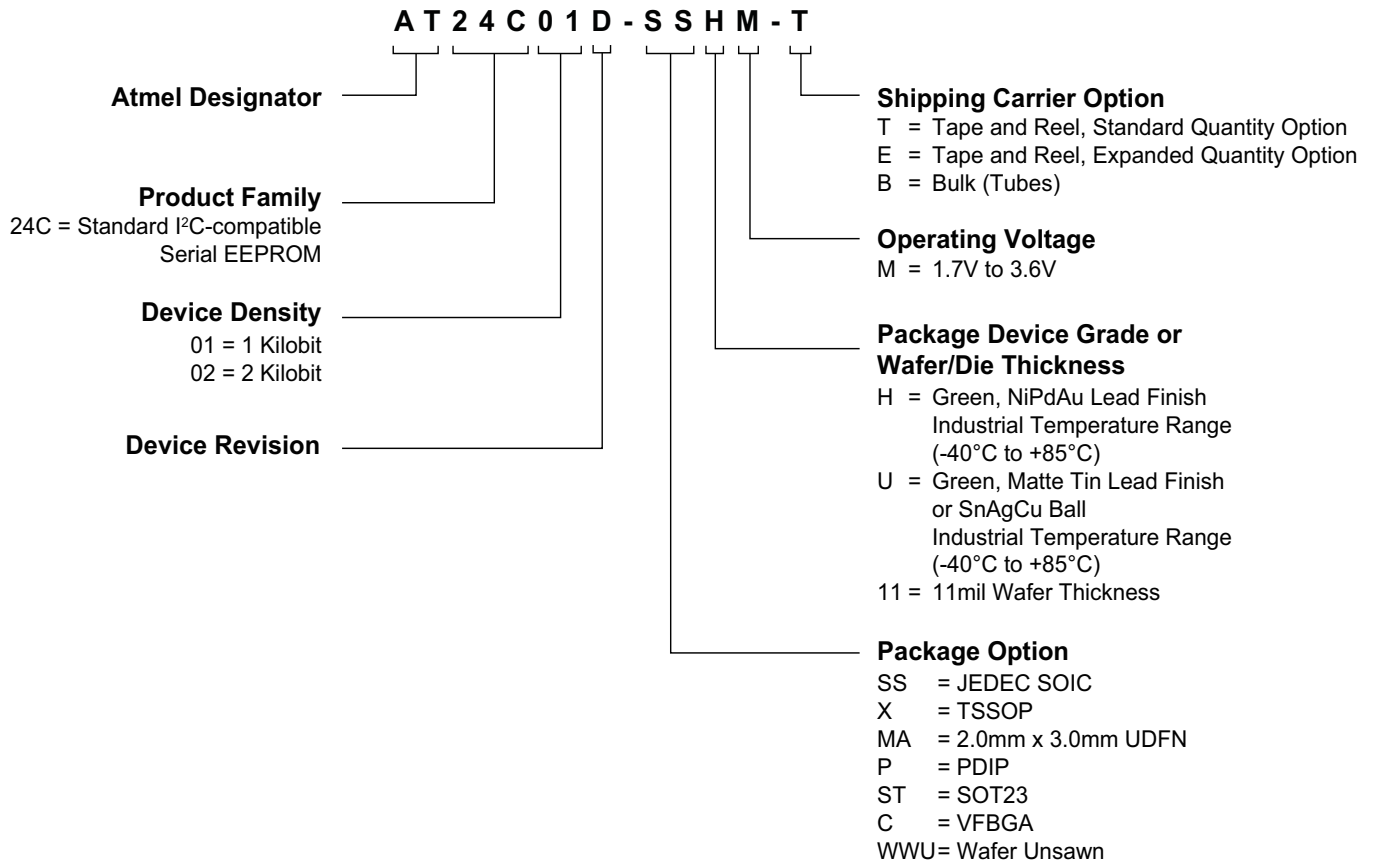 AT24C01D-SSHM-T
Atmel Designator
Product Family
24C = Standard I²C-compatible
Serial EEPROM
Device Density
01 = 1 Kilobit
02 = 2 Kilobit
Device Revision
Shipping Carrier Option
T = Tape and Reel, Standard Quantity Option
E = Tape and Reel, Expanded Quantity Option
B = Bulk (Tubes)
Operating Voltage
M = 1.7V to 3.6V
Package Device Grade or
Wafer/Die Thickness
H = Green, NiPdAu Lead Finish
Industrial Temperature Range
(-40°C to +85°C)
U = Green, Matte Tin Lead Finish
or SnAgCu Ball
Industrial Temperature Range
(-40°C to +85°C)
11 = 11mil Wafer Thickness
Package Option
SS = JEDEC SOIC
X = TSSOP
MA = 2.0mm x 3.0mm UDFN
P = PDIP
ST = SOT23
C = VFBGA
WWU= Wafer Unsawn